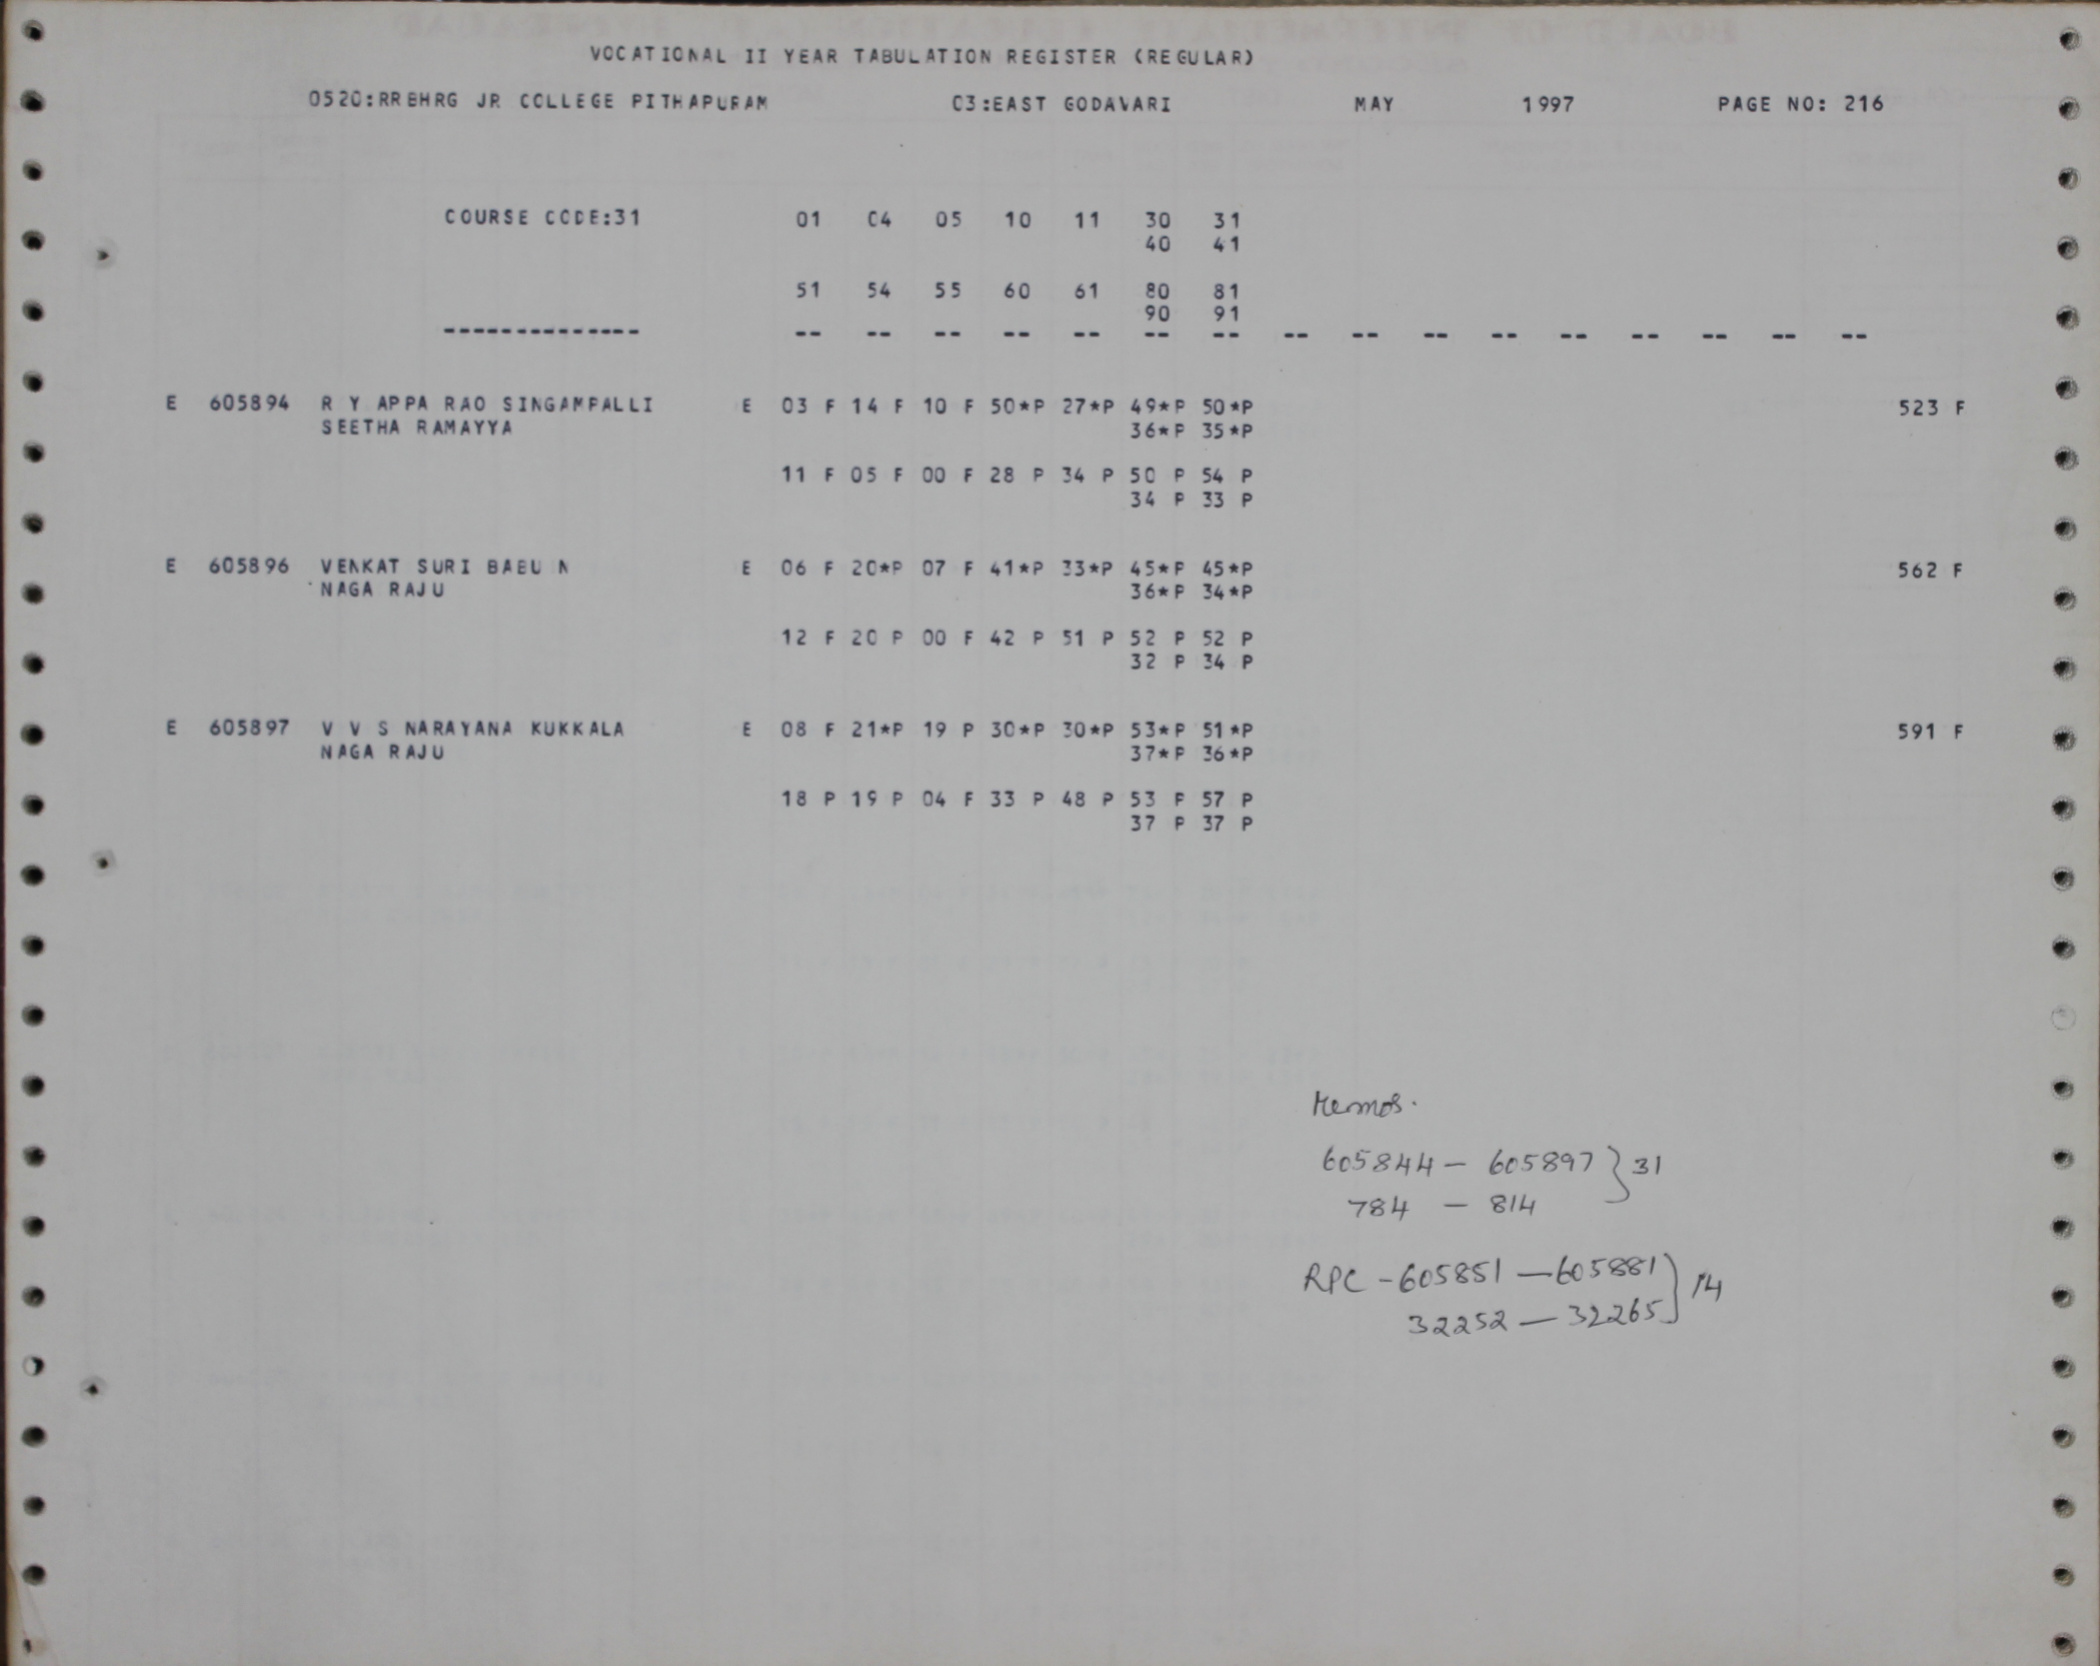 VOCATIONAL II YEAR TABULATION REGISTER (REGULAR)
0520:RRBHRG JR COLLEGE PITHAPURAM 03:EAST GODAVARI MAY 1997 PAGE NO: 216
COURSE CODE:31 01 04 05 10 11 30 31
40 41
51 54 55 60 61 80 81
90 91
-------------- -- -- -- -- -- -- -- -- -- -- -- -- -- -- -- --
E 605894 R Y APPA RAO SINGAMPALLI E 03 F 14 F 10 F 50*P 27*P 49*P 50*P 523 F
SEETHA RAMAYYA 36*P 35*P
11 F 05 F 00 F 28 P 34 P 50 P 54 P
34 P 33 P
E 605896 VENKAT SURI BABU N E 06 F 20*P 07 F 41*P 33*P 45*P 45*P 562 F
NAGA RAJU 36*P 34*P
12 F 20 P 00 F 42 P 51 P 52 P 52 P
32 P 34 P
E 605897 V V S NARAYANA KUKKALA E 08 F 21*P 19 P 30*P 30*P 53*P 51*P 591 F
NAGA RAJU 37*P 36*P
18 P 19 P 04 F 33 P 48 P 53 P 57 P
37 P 37 P
Memos.
605844 - 605897 } 31
784 - 814
RPC - 605851 - 605881 } 14
32252 - 32265